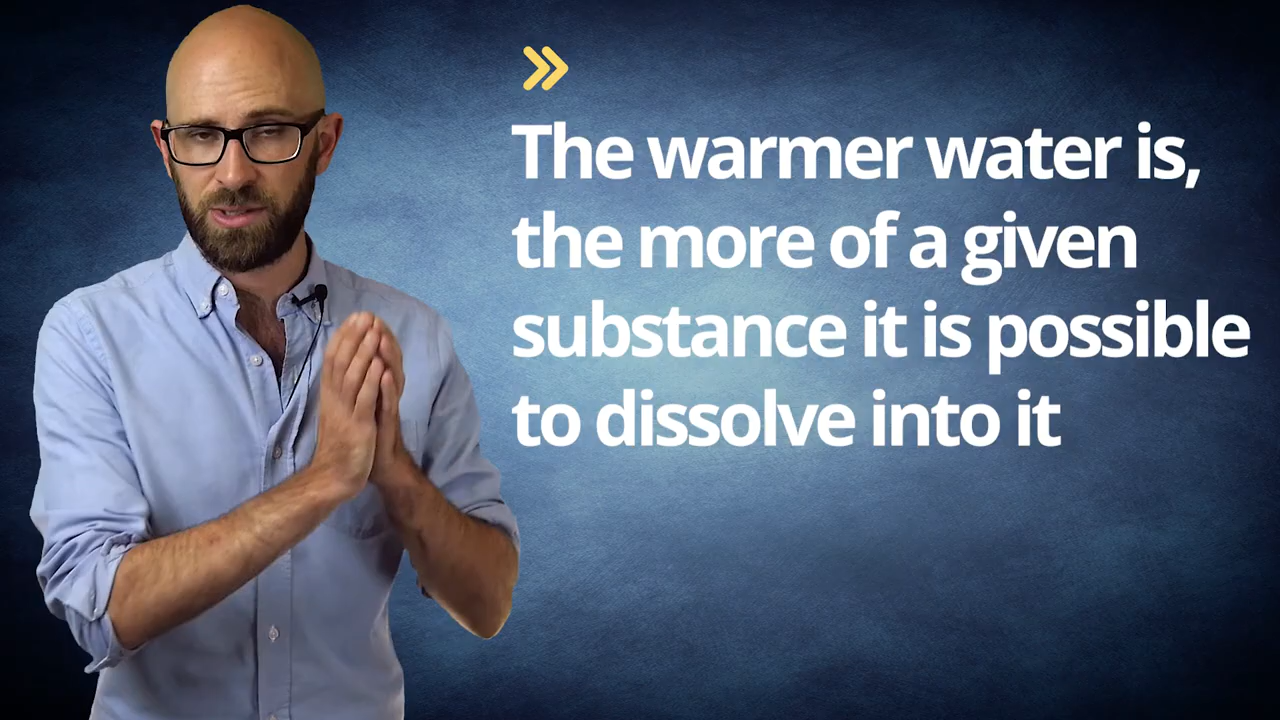 The warmer water is,
the more of a given
substance it is possible
to dissolve into it